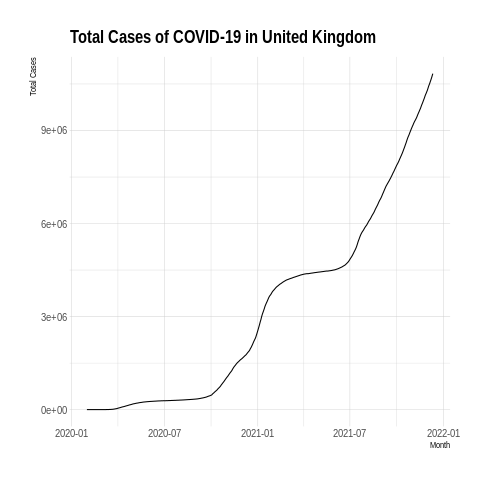 Total Cases of COVID-19 in United Kingdom
Total Cases
9e+06
6e+06
3e+06
0e+00
2020-01 2020-07 2021-01 2021-07 2022-01
Month